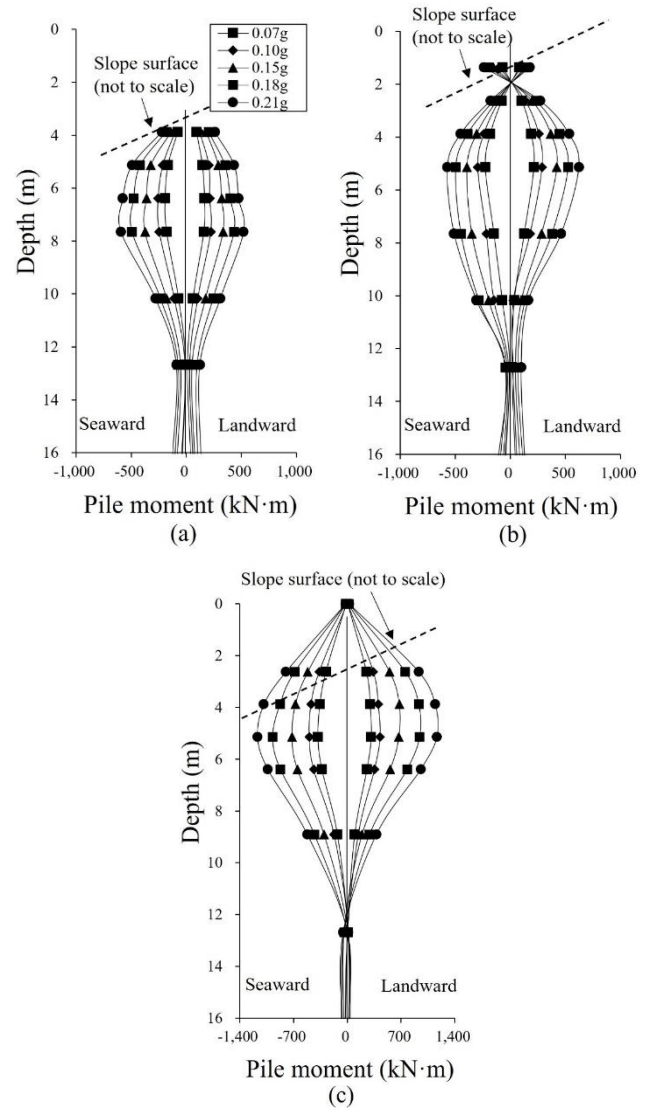 Slope surface
(not to scale)
0.07g
0.10g
0.15g
0.18g
0.21g
0
2
4
6
8
10
12
14
16
Depth (m)
Seaward
Landward
-1,000
-500
0
500
1,000
Pile moment (kN·m)
(a)
Slope surface
(not to scale)
0
2
4
6
8
10
12
14
16
Depth (m)
Seaward
Landward
-1,000
-500
0
500
1,000
Pile moment (kN·m)
(b)
Slope surface (not to scale)
0
2
4
6
8
10
12
14
16
Depth (m)
Seaward
Landward
-1,400
-700
0
700
1,400
Pile moment (kN·m)
(c)